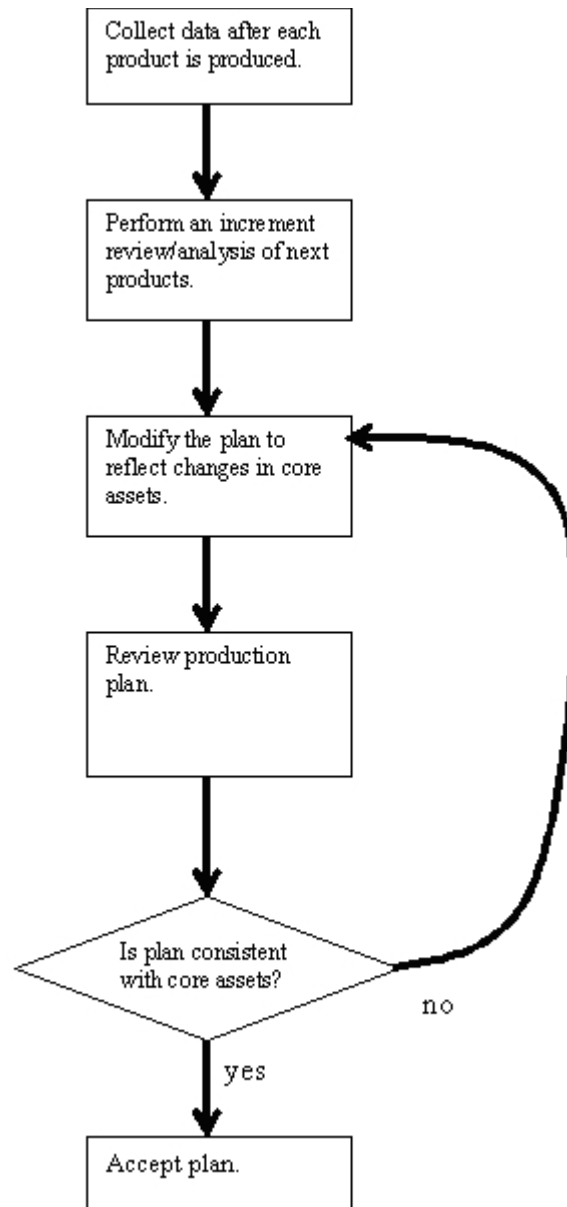 Collect data after each
product is produced.
Perform an increment
review/analysis of next
products.
Modify the plan to
reflect changes in core
assets.
Review production
plan.
Is plan consistent
with core assets?
no
yes
Accept plan.